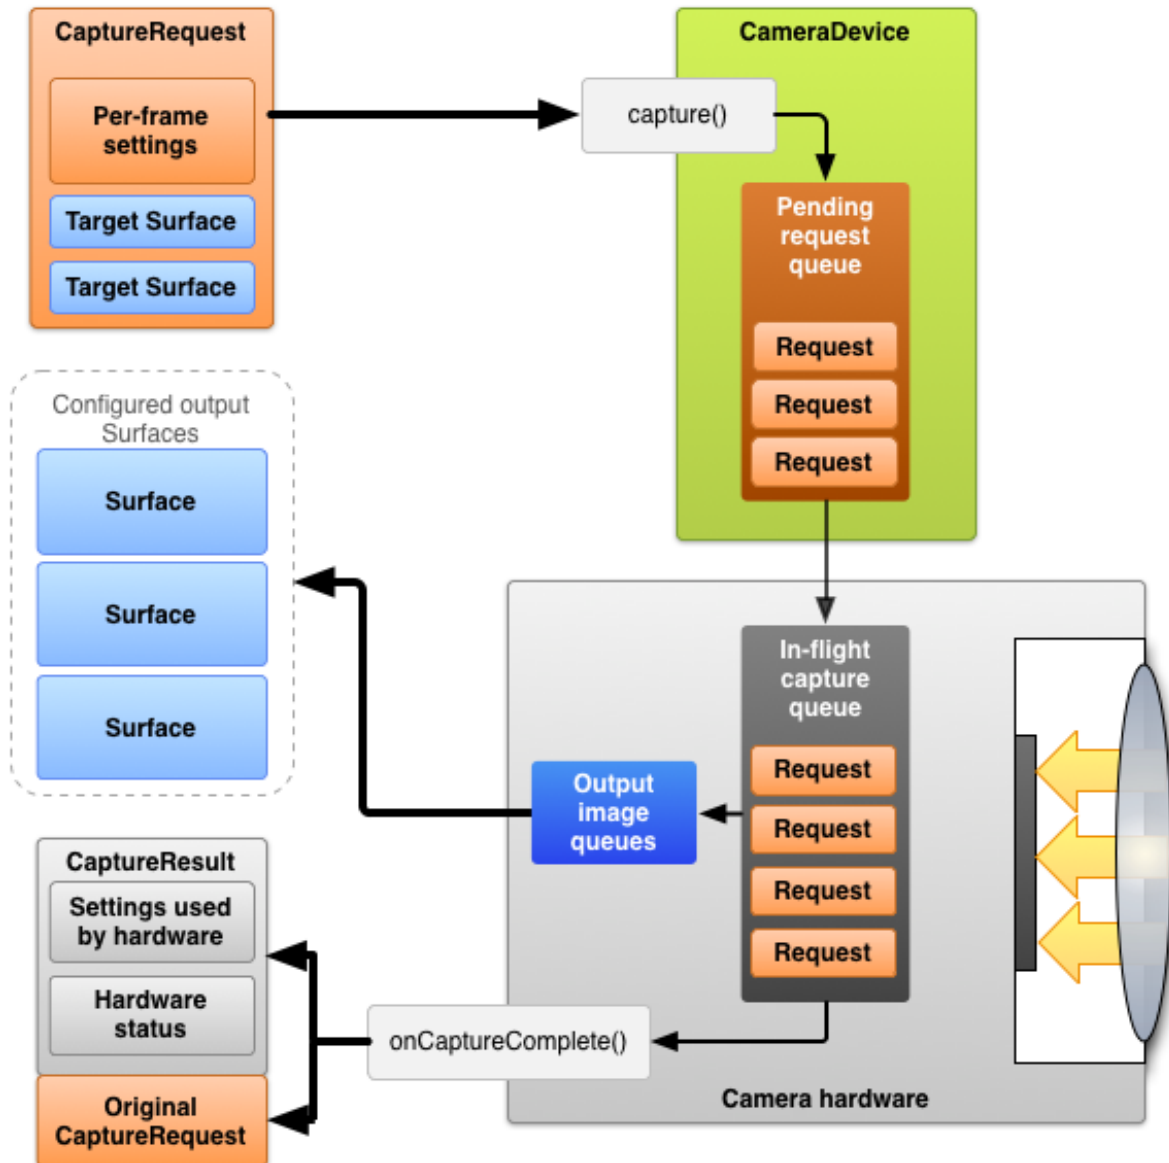 CaptureRequest
Per-frame
settings
Target Surface
Target Surface
CameraDevice
capture()
Pending
request
queue
Request
Request
Request
Configured output
Surfaces
Surface
Surface
Surface
In-flight
capture
queue
Request
Request
Request
Request
Output
image
queues
CaptureResult
Settings used
by hardware
Hardware
status
Original
CaptureRequest
onCaptureComplete()
Camera hardware